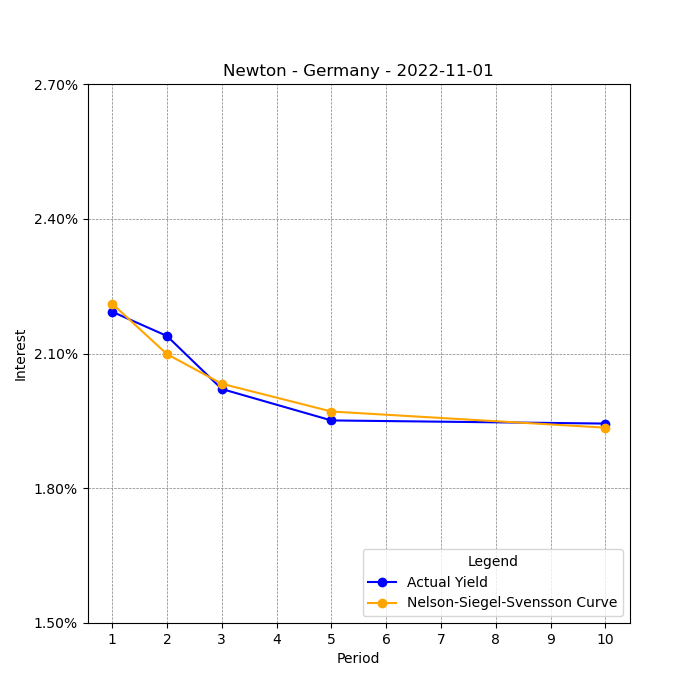 Newton - Germany - 2022-11-01
2.70%
2.40%
2.10%
1.80%
1.50%
Interest
Legend
Actual Yield
Nelson-Siegel-Svensson Curve
1 2 3 4 5 6 7 8 9 10
Period